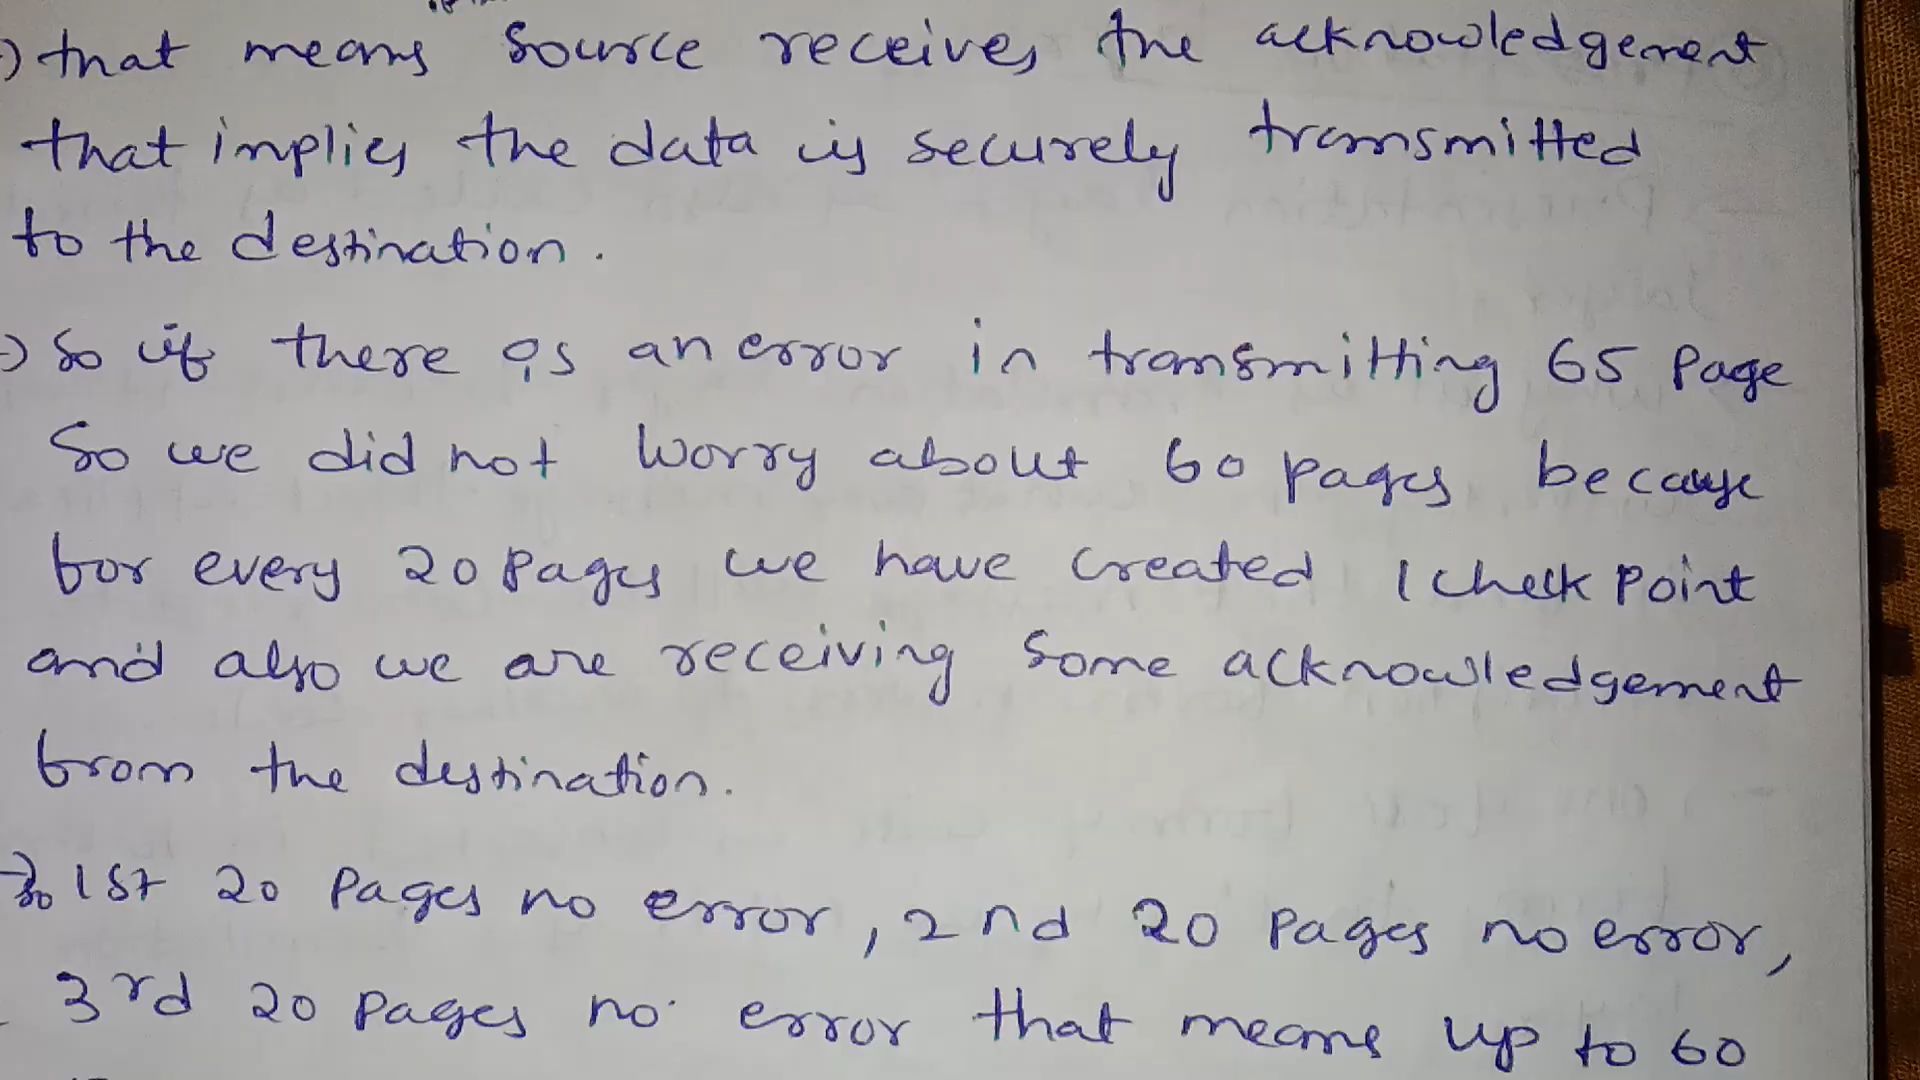 →) that means source receives the acknowledgement
that implies the data is securely transmitted
to the destination.
→) So if there is an error in transmitting 65 Page
So we did not worry about 60 pages because
for every 20 Pages we have created 1 check point
and also we are receiving some acknowledgement
from the destination.
→ So 1st 20 Pages no error, 2nd 20 Pages no error,
3rd 20 Pages no error that means up to 60